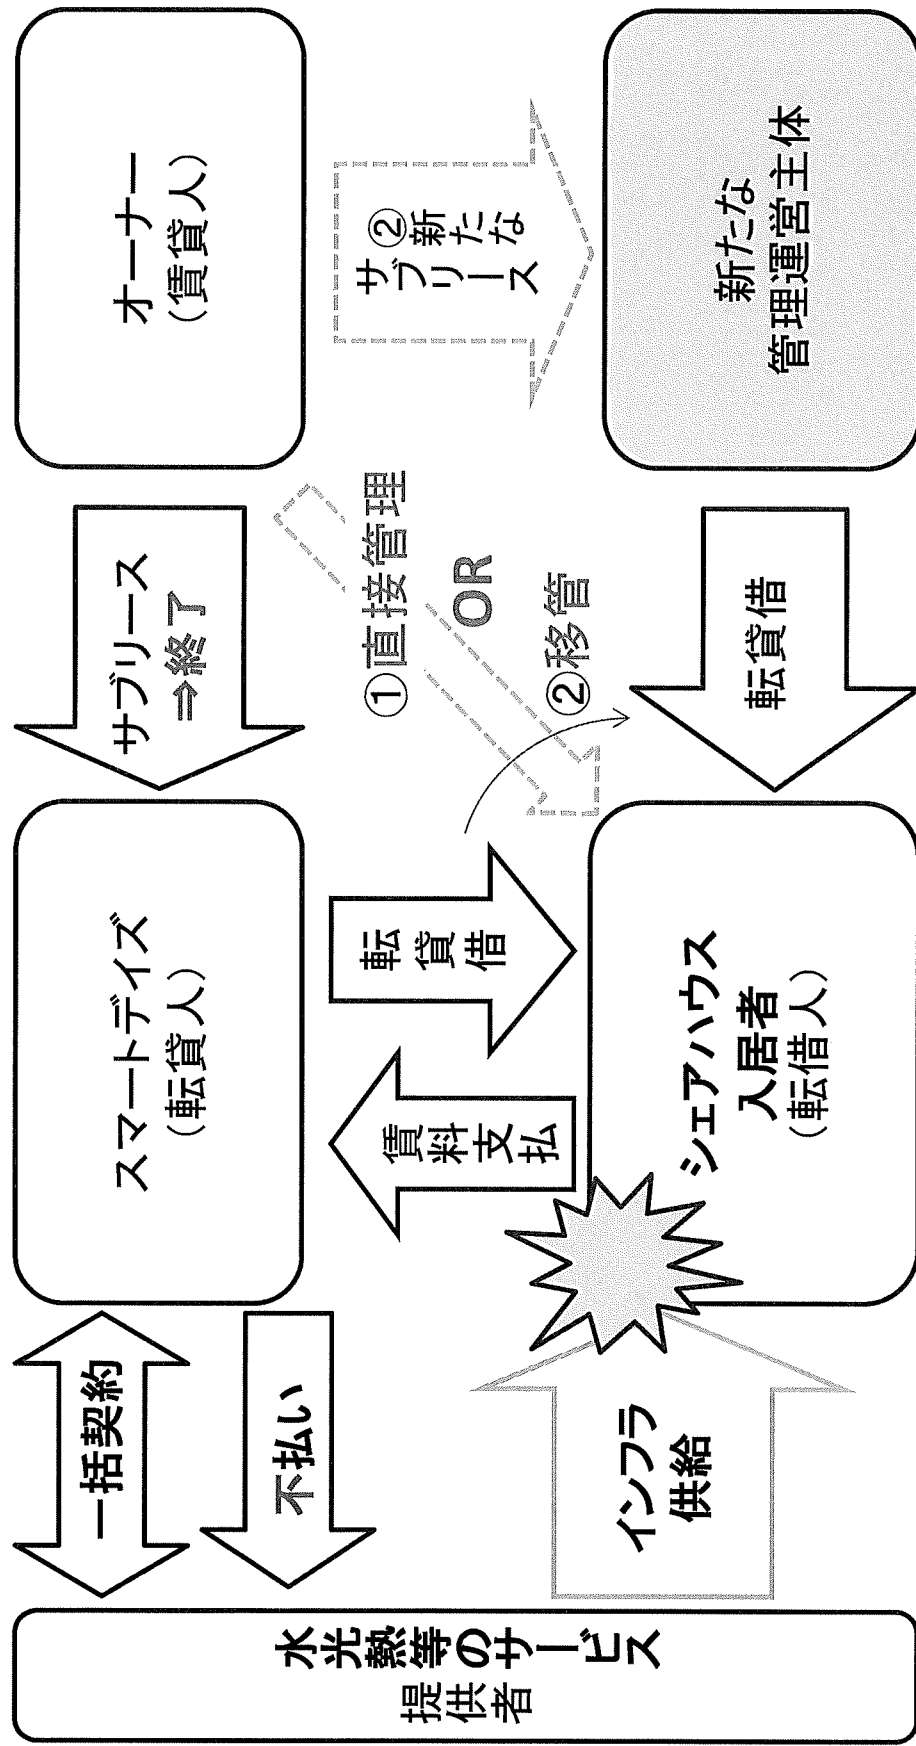 水光熱等のサービス
提供者
一括契約
不払い
インフラ
供給
スマートデイズ
(転貸人)
賃料支払
転貸借
シェアハウス
入居者
(転借人)
サブリース
⇒終了
①直接管理
OR
②移管
転貸借
オーナー
(賃貸人)
②新たな
サブリース
新たな
管理運営主体